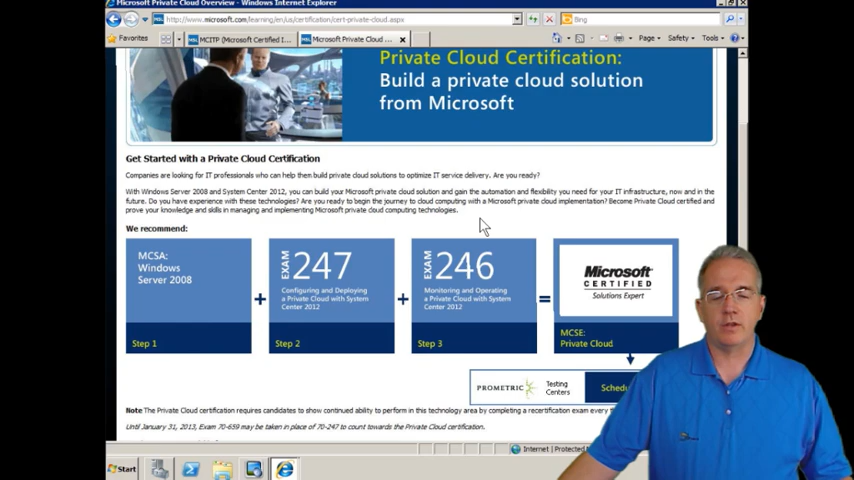 Microsoft Private Cloud Overview - Windows Internet Explorer
http://www.microsoft.com/learning/en/us/certification/cert-private-cloud.aspx
Bing
Favorites
MCITP (Microsoft Certified I...
Microsoft Private Cloud ...
Page
Safety
Tools
Private Cloud Certification:
Build a private cloud solution
from Microsoft
Get Started with a Private Cloud Certification
Companies are looking for IT professionals who can help them build private cloud solutions to optimize IT service delivery. Are you ready?
With Windows Server 2008 and System Center 2012, you can build your Microsoft private cloud solution and gain the automation and flexibility you need for your IT infrastructure, now and in the
future. Do you have experience with these technologies? Are you ready to begin the journey to cloud computing with a Microsoft private cloud implementation? Become Private Cloud certified and
prove your knowledge and skills in managing and implementing Microsoft private cloud computing technologies.
We recommend:
MCSA:
Windows
Server 2008
Step 1
+
EXAM 247
Configuring and Deploying
a Private Cloud with System
Center 2012
Step 2
+
EXAM 246
Monitoring and Operating
a Private Cloud with System
Center 2012
Step 3
=
Microsoft
CERTIFIED
Solutions Expert
MCSE:
Private Cloud
PROMETRIC
Testing
Centers
Sched
Note The Private Cloud certification requires candidates to show continued ability to perform in this technology area by completing a recertification exam every
Until January 31, 2013, Exam 70-659 may be taken in place of 70-247 to count towards the Private Cloud certification.
Internet | Protected
Start